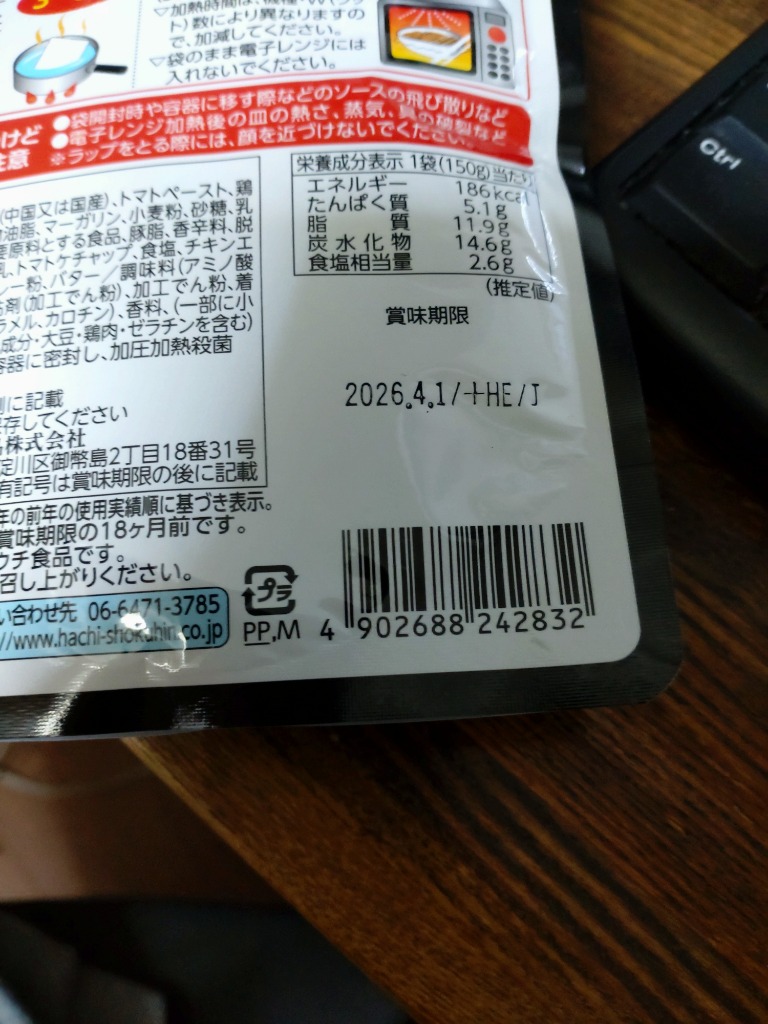 ▽加熱時間は、機種・W(ワッ
ト)数により異なりますの
で、加減してください。
▽袋のまま電子レンジには
入れないでください。
けど
注意
●袋開封時や容器に移す際などのソースの飛び散りなど
●電子レンジ加熱後の皿の熱さ、蒸気、具の破裂など
※ラップをとる際には、顔を近づけないでください。
(中国又は国産)、トマトペースト、鶏
油脂、マーガリン、小麦粉、砂糖、乳
要原料とする食品、豚脂、香辛料、脱
乳、トマトケチャップ、食塩、チキンエ
ー粉、バター/調味料(アミノ酸
剤(加工でん粉)、加工でん粉、着
ラメル、カロチン)、香料、(一部に小
成分・大豆・鶏肉・ゼラチンを含む)
容器に密封し、加圧加熱殺菌
に記載
存してください
株式会社
淀川区御幣島2丁目18番31号
有記号は賞味期限の後に記載
年の前年の使用実績順に基づき表示。
賞味期限の18ヶ月前です。
ウチ食品です。
召し上がりください。
い合わせ先 06-6471-3785
//www.hachi-shokuhin.co.jp
栄養成分表示 1袋(150g)当たり
エネルギー 186kcal
たんぱく質 5.1g
脂質 11.9g
炭水化物 14.6g
食塩相当量 2.6g
(推定値)
賞味期限
2026.4.1/+HE/J
プラ
PP,M
4 902688 242832
Ctrl